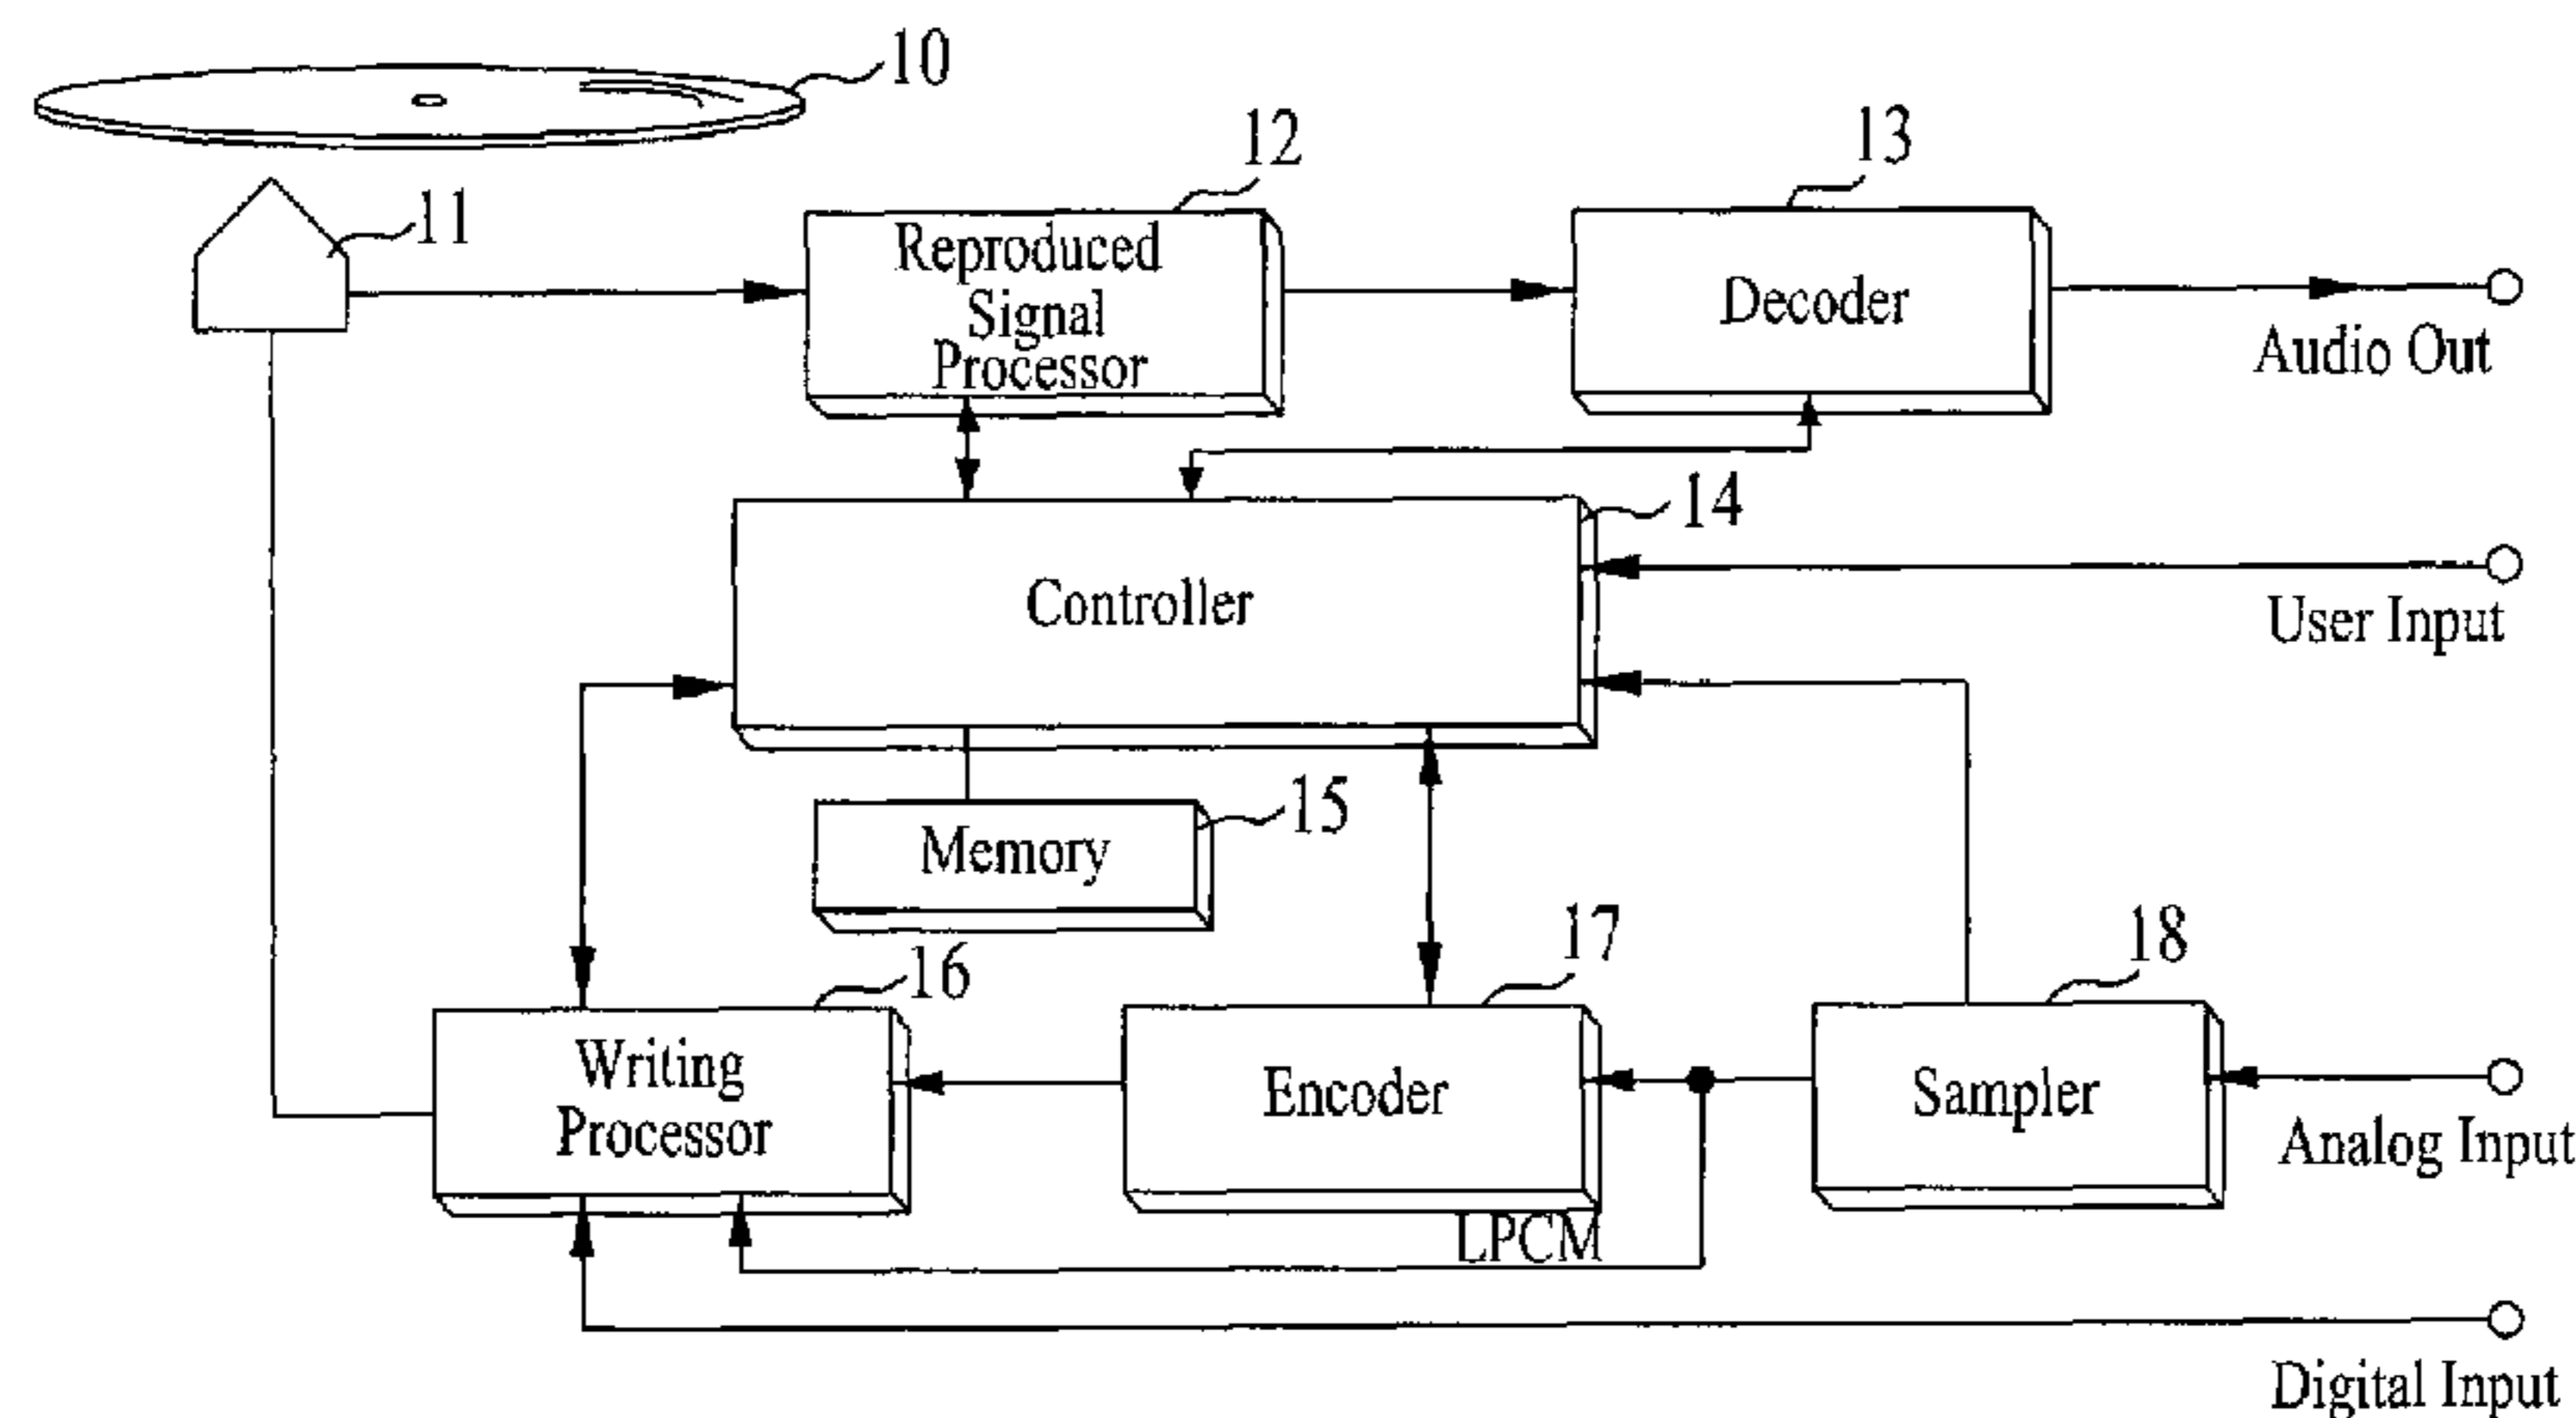 10
11
12
13
Reproduced
Signal
Processor
Decoder
Audio Out
14
Controller
User Input
15
Memory
16
17
18
Writing
Processor
Encoder
Sampler
Analog Input
LPCM
Digital Input